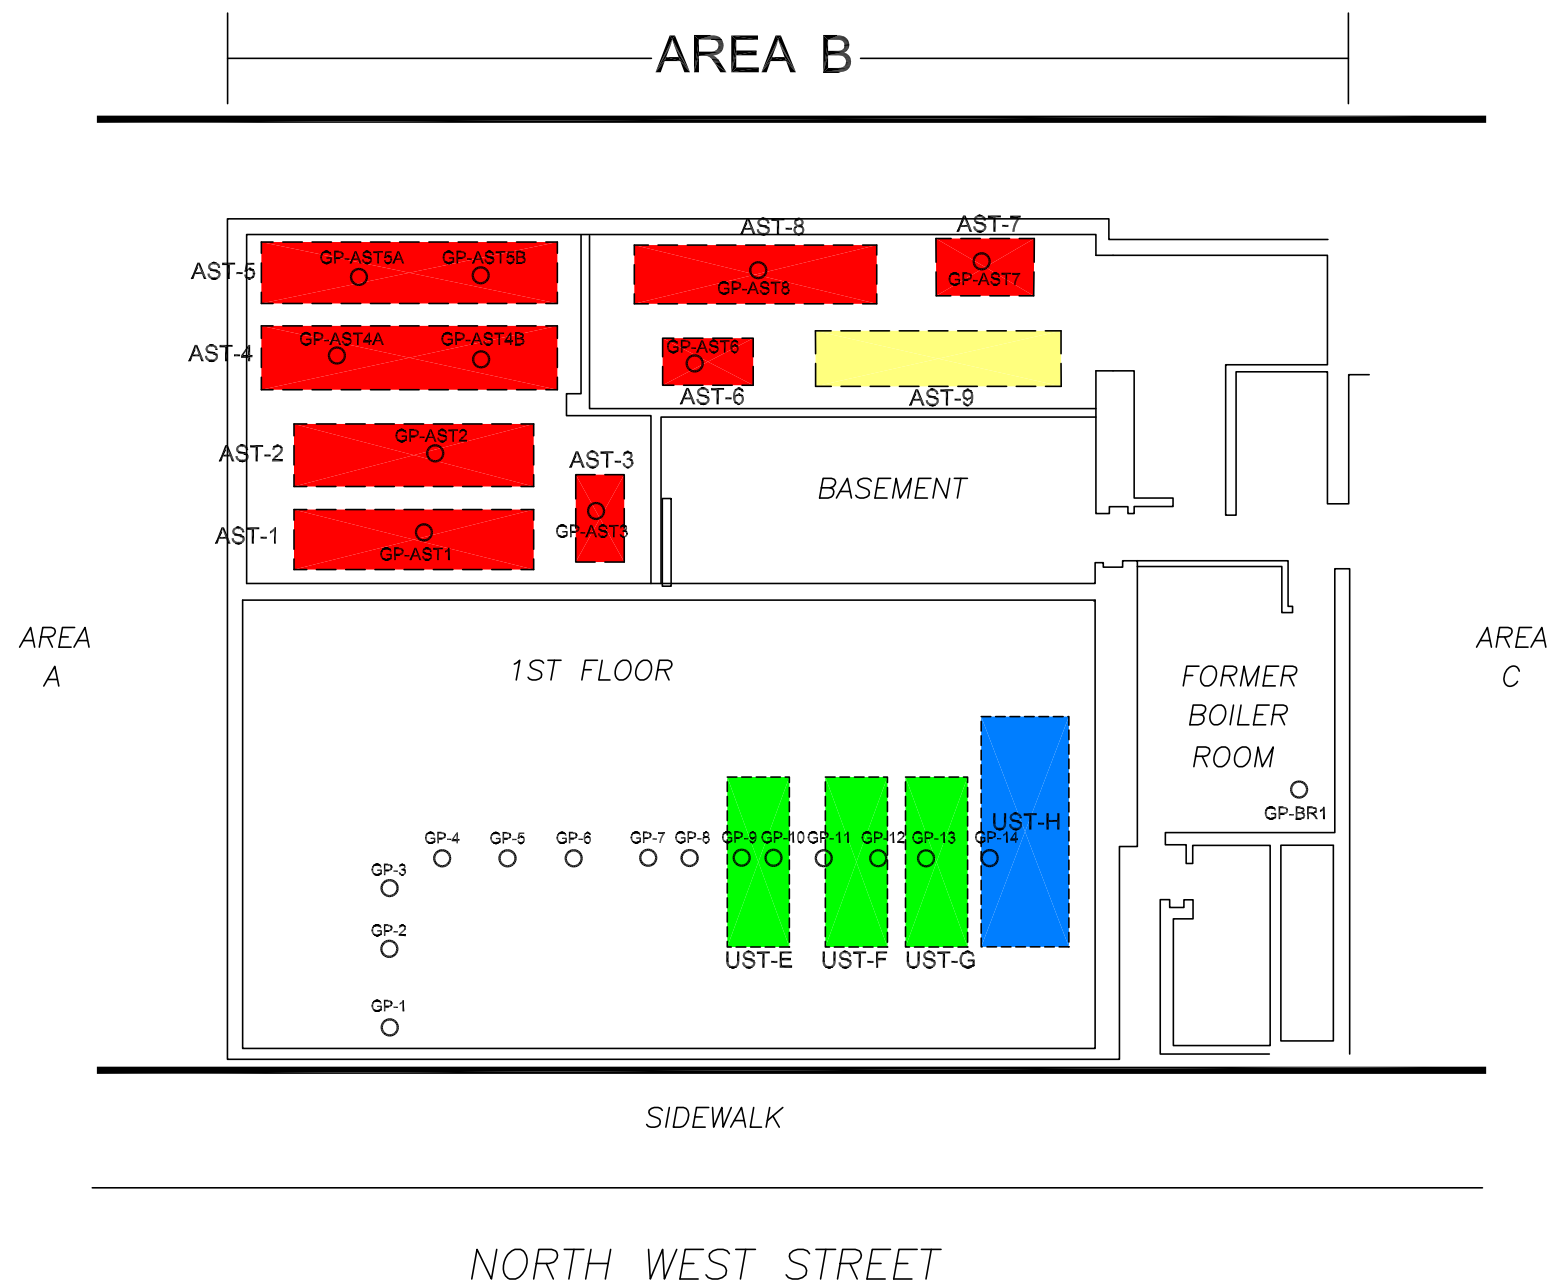 AREA B
AST-8
AST-7
AST-5
GP-AST5A
GP-AST5B
GP-AST8
GP-AST7
AST-4
GP-AST4A
GP-AST4B
GP-AST6
AST-6
AST-9
AST-2
GP-AST2
AST-3
BASEMENT
AST-1
GP-AST1
GP-AST3
AREA
A
1ST FLOOR
FORMER
BOILER
ROOM
AREA
C
GP-BR1
UST-H
GP-4
GP-5
GP-6
GP-7
GP-8
GP-9
GP-10
GP-11
GP-12
GP-13
GP-14
GP-3
GP-2
GP-1
UST-E
UST-F
UST-G
SIDEWALK
NORTH WEST STREET